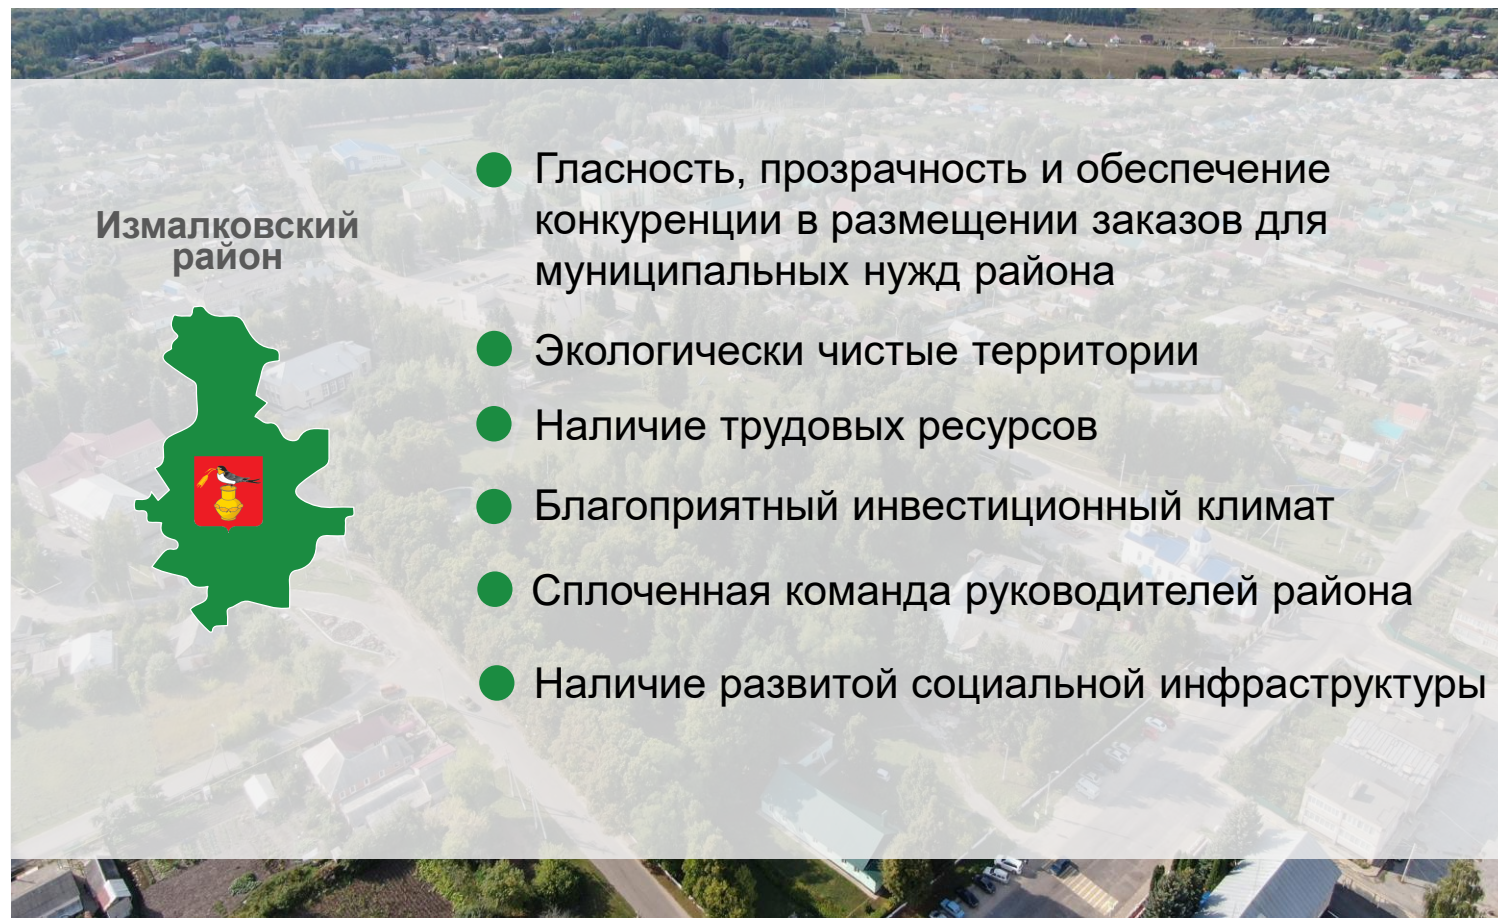 Измалковский
район
Гласность, прозрачность и обеспечение
конкуренции в размещении заказов для
муниципальных нужд района
Экологически чистые территории
Наличие трудовых ресурсов
Благоприятный инвестиционный климат
Сплоченная команда руководителей района
Наличие развитой социальной инфраструктуры